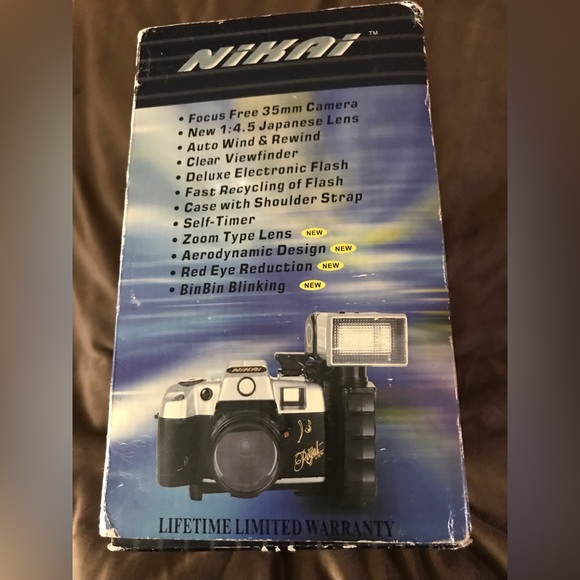 NiKAi ™
• Focus Free 35mm Camera
• New 1:4.5 Japanese Lens
• Auto Wind & Rewind
• Clear Viewfinder
• Deluxe Electronic Flash
• Fast Recycling of Flash
• Case with Shoulder Strap
• Self-Timer
• Zoom Type Lens NEW
• Aerodynamic Design NEW
• Red Eye Reduction NEW
• BinBin Blinking NEW
NiKAi
LIFETIME LIMITED WARRANTY